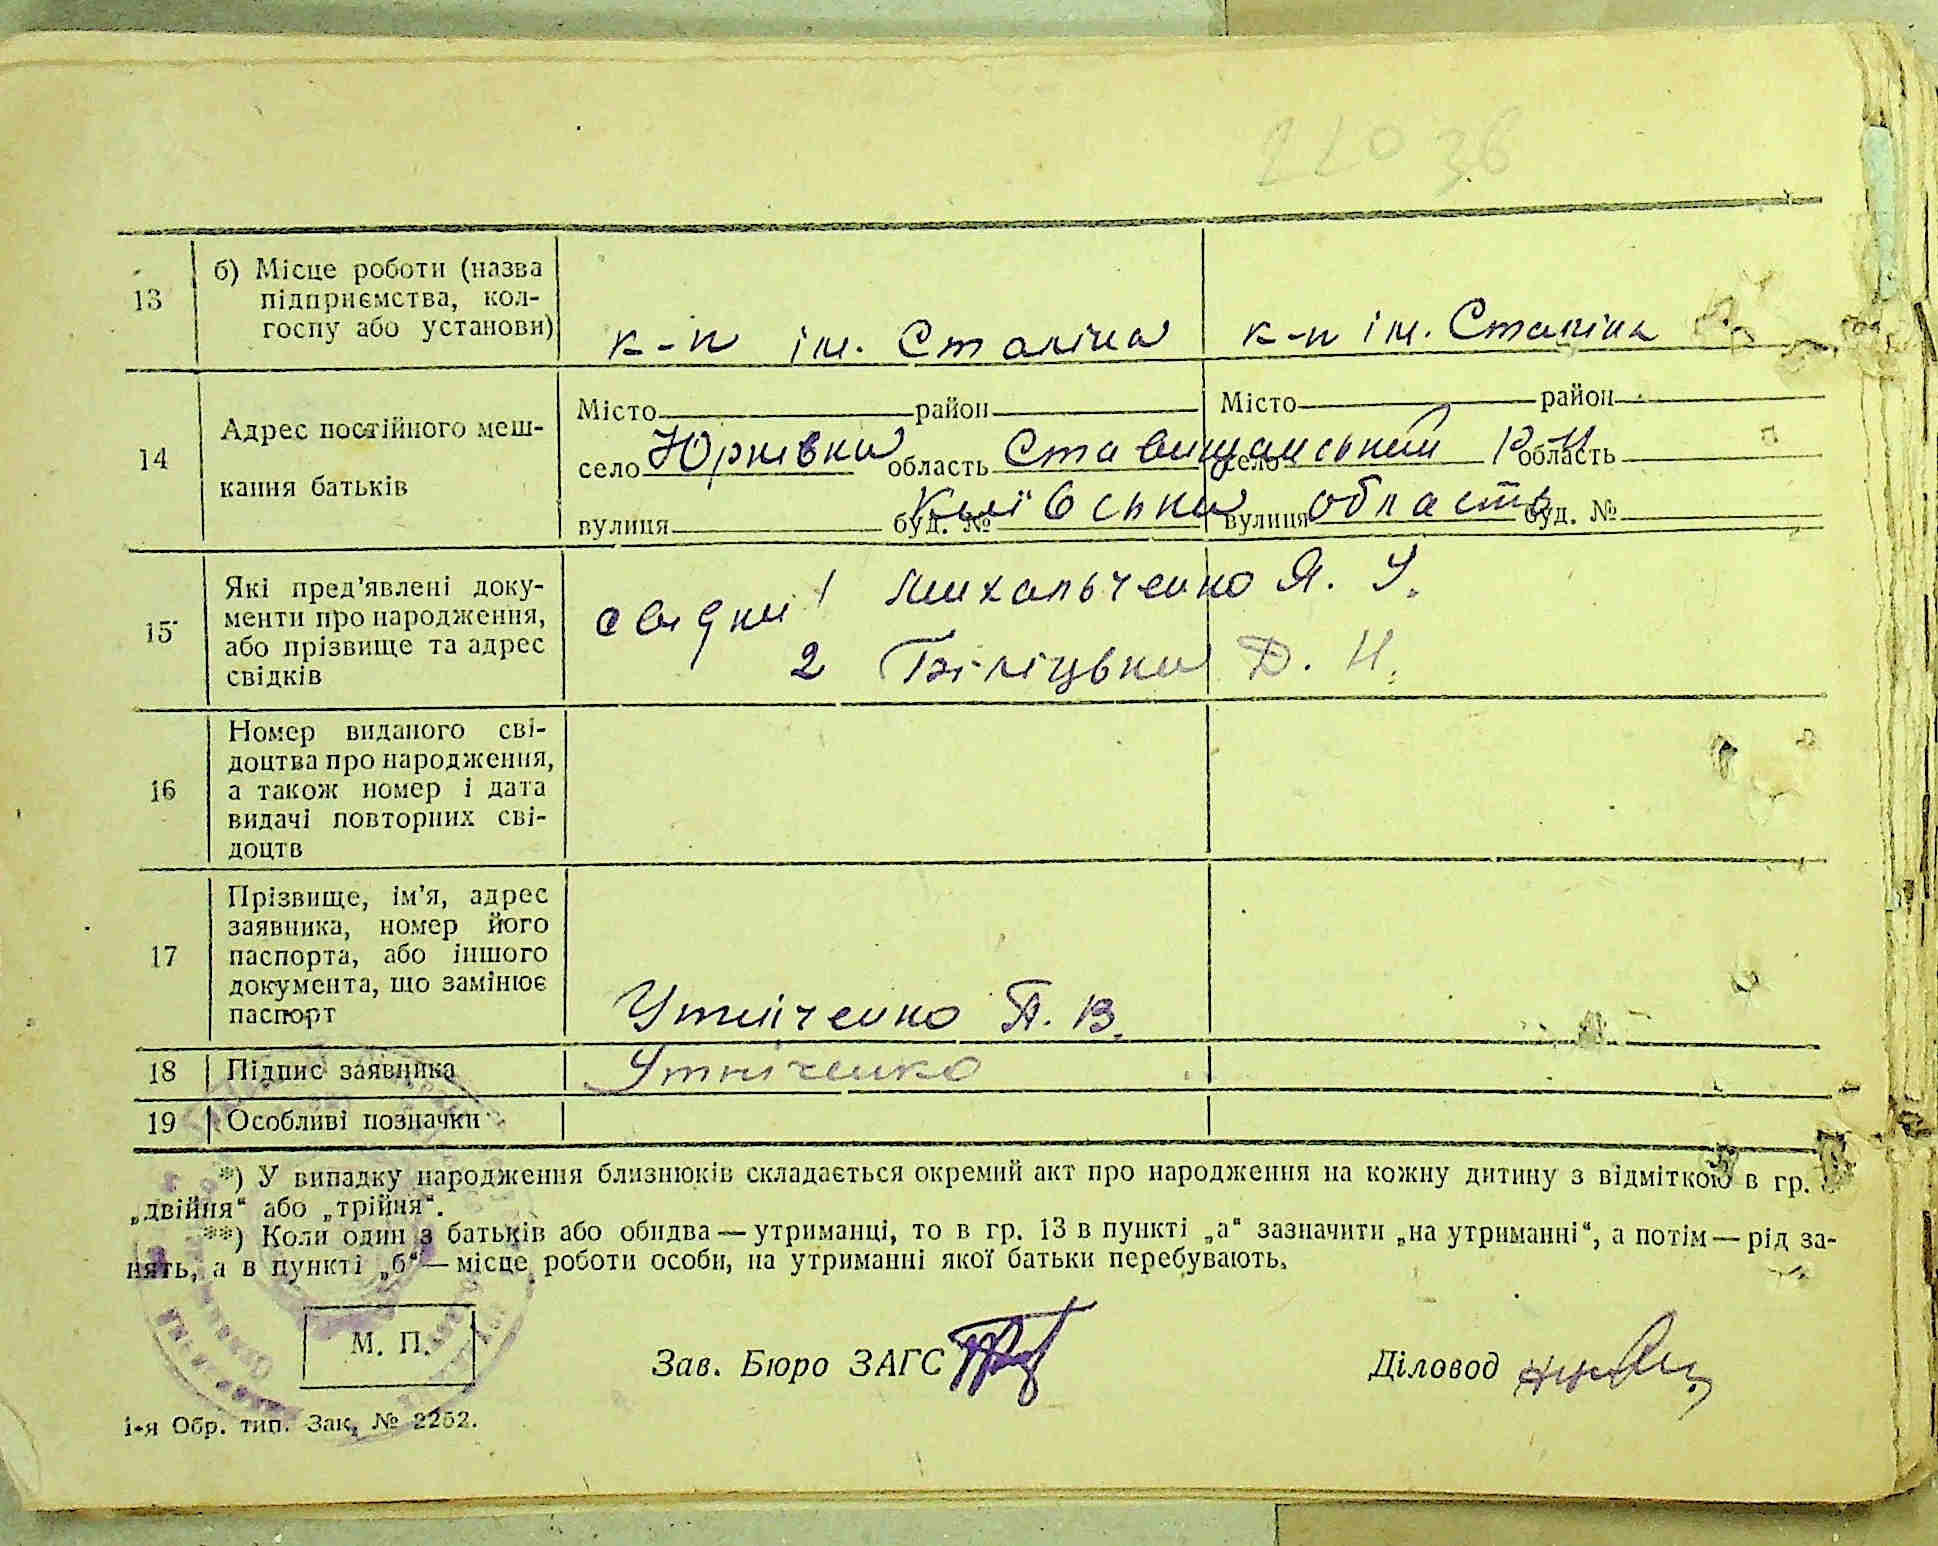 22036
13
б) Місце роботи (назва
підприємства, кол-
госпу або установи)
к-п ім. Сталіна
к-п ім. Сталіна
14
Адрес постійного меш-
кання батьків
Місто район Місто район
село Юрківка область Ставищанський село р-н область
вулиця буд. № Київська вулиця область буд. №
15
Які пред’явлені доку-
менти про народження,
або прізвище та адрес
свідків
свідки 1 Михальченко Я. У.
2 Біліцька Д. Н.
16
Номер виданого сві-
доцтва про народження,
а також номер і дата
видачі повторних сві-
доцтв
17
Прізвище, ім’я, адрес
заявника, номер його
паспорта, або іншого
документа, що замінює
паспорт
Утніченко П. В.
18 Підпис заявника Утніченко
19 Особливі позначки
*) У випадку народження близнюків складається окремий акт про народження на кожну дитину з відміткою в гр.
„двійня“ або „трійня“.
**) Коли один з батьків або обидва — утриманці, то в гр. 13 в пункті „а“ зазначити „на утриманні“, а потім — рід за-
нять, а в пункті „б“ — місце роботи особи, на утриманні якої батьки перебувають.
М. П.
Зав. Бюро ЗАГС
Діловод
1-я Обр. тип. Зак. № 2252.